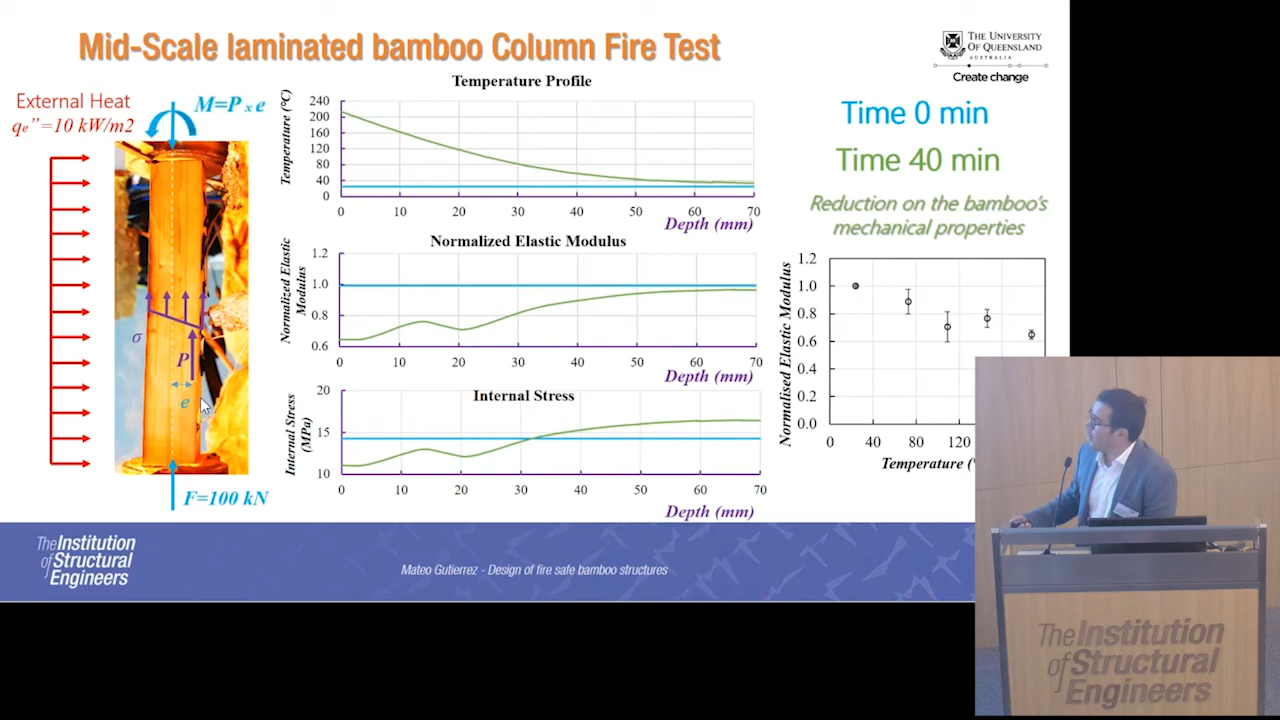 Mid-Scale laminated bamboo Column Fire Test
THE UNIVERSITY
OF QUEENSLAND
AUSTRALIA
Create change
External Heat
qe''=10 kW/m2
M=P x e
σ
P
e
F=100 kN
Temperature Profile
Temperature (°C)
240
200
160
120
80
40
0
0 10 20 30 40 50 60 70
Depth (mm)
Normalized Elastic Modulus
Normalized Elastic
Modulus
1.2
1.0
0.8
0.6
0 10 20 30 40 50 60 70
Depth (mm)
Internal Stress
Internal Stress
(MPa)
20
15
10
0 10 20 30 40 50 60 70
Depth (mm)
Time 0 min
Time 40 min
Reduction on the bamboo's
mechanical properties
Normalised Elastic Modulus
1.2
1.0
0.8
0.6
0.4
0.2
0.0
0 40 80 120
Temperature (°
The Institution
of Structural
Engineers
Mateo Gutierrez - Design of fire safe bamboo structures
The Institution
of Structural
Engineers